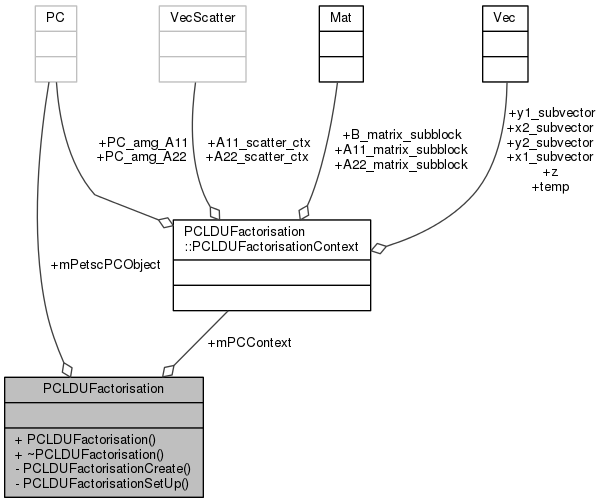 PC
VecScatter
Mat
Vec
+PC_amg_A11
+PC_amg_A22
+A11_scatter_ctx
+A22_scatter_ctx
+B_matrix_subblock
+A11_matrix_subblock
+A22_matrix_subblock
+y1_subvector
+x2_subvector
+y2_subvector
+x1_subvector
+z
+temp
PCLDUFactorisation
::PCLDUFactorisationContext
+mPetscPCObject
+mPCContext
PCLDUFactorisation
+ PCLDUFactorisation()
+ ~PCLDUFactorisation()
- PCLDUFactorisationCreate()
- PCLDUFactorisationSetUp()